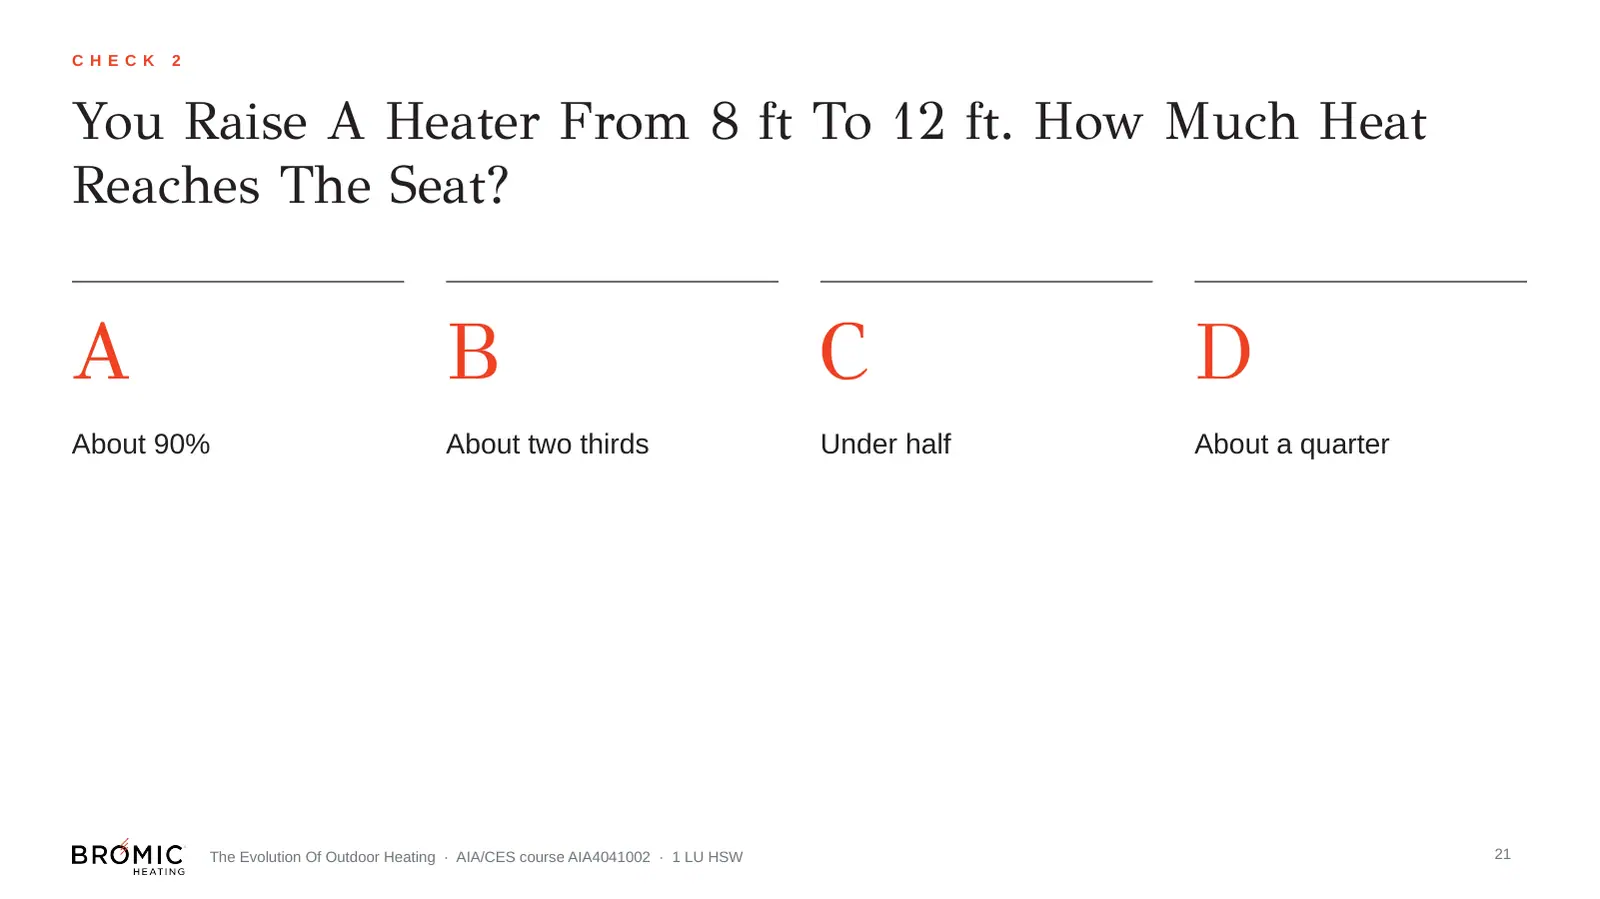 CHECK 2
You Raise A Heater From 8 ft To 12 ft. How Much Heat
Reaches The Seat?
A
About 90%
B
About two thirds
C
Under half
D
About a quarter
BROMIC
HEATING
The Evolution Of Outdoor Heating · AIA/CES course AIA4041002 · 1 LU HSW
21